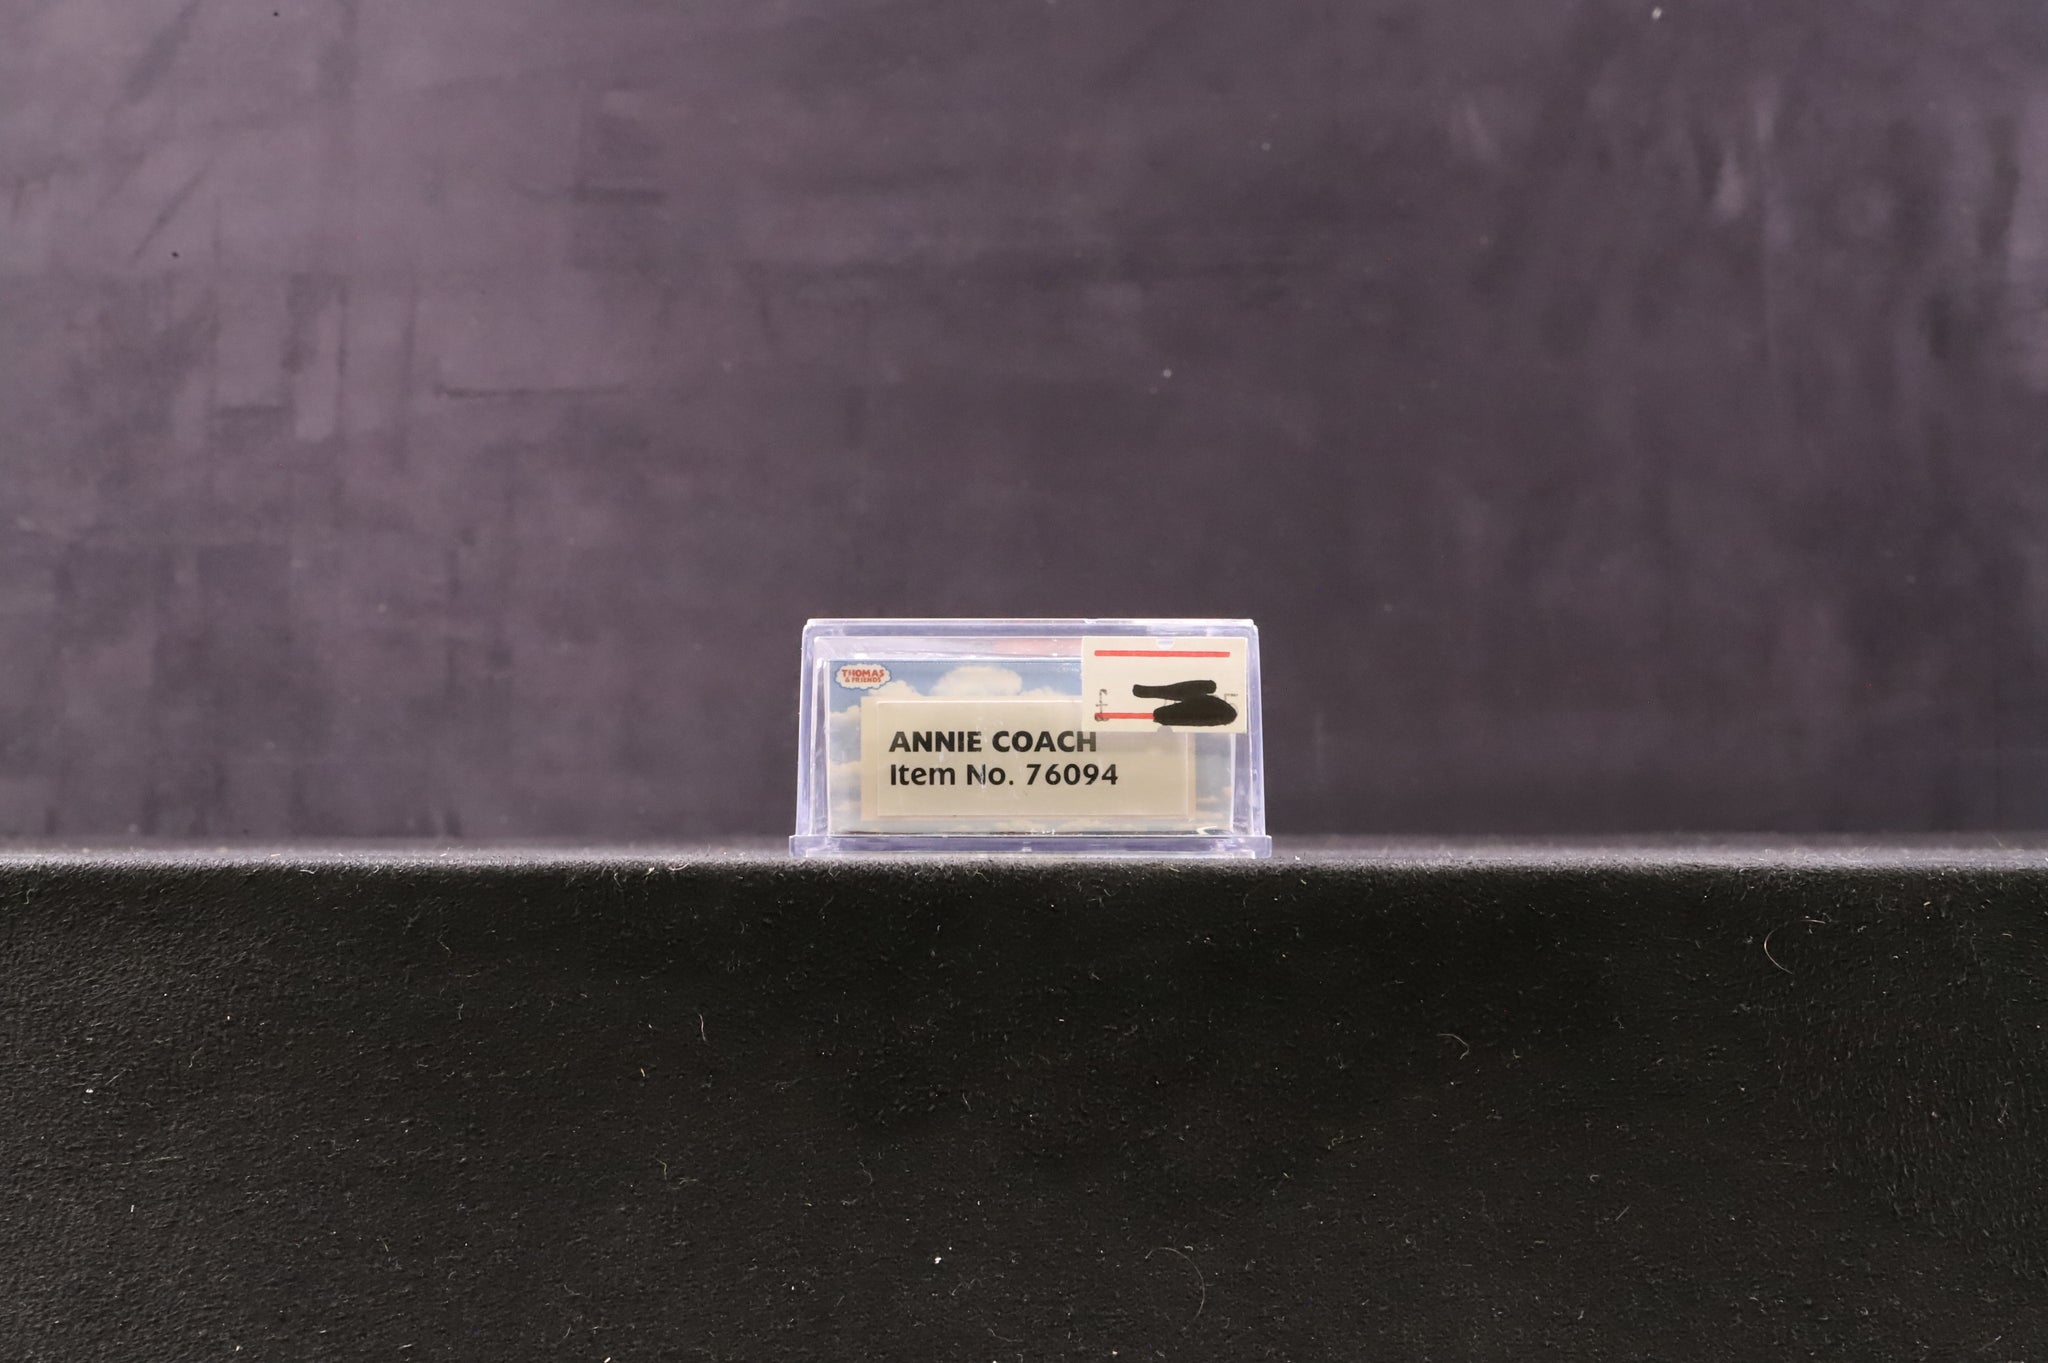 THOMAS
& FRIENDS
£
ANNIE COACH
Item No. 76094